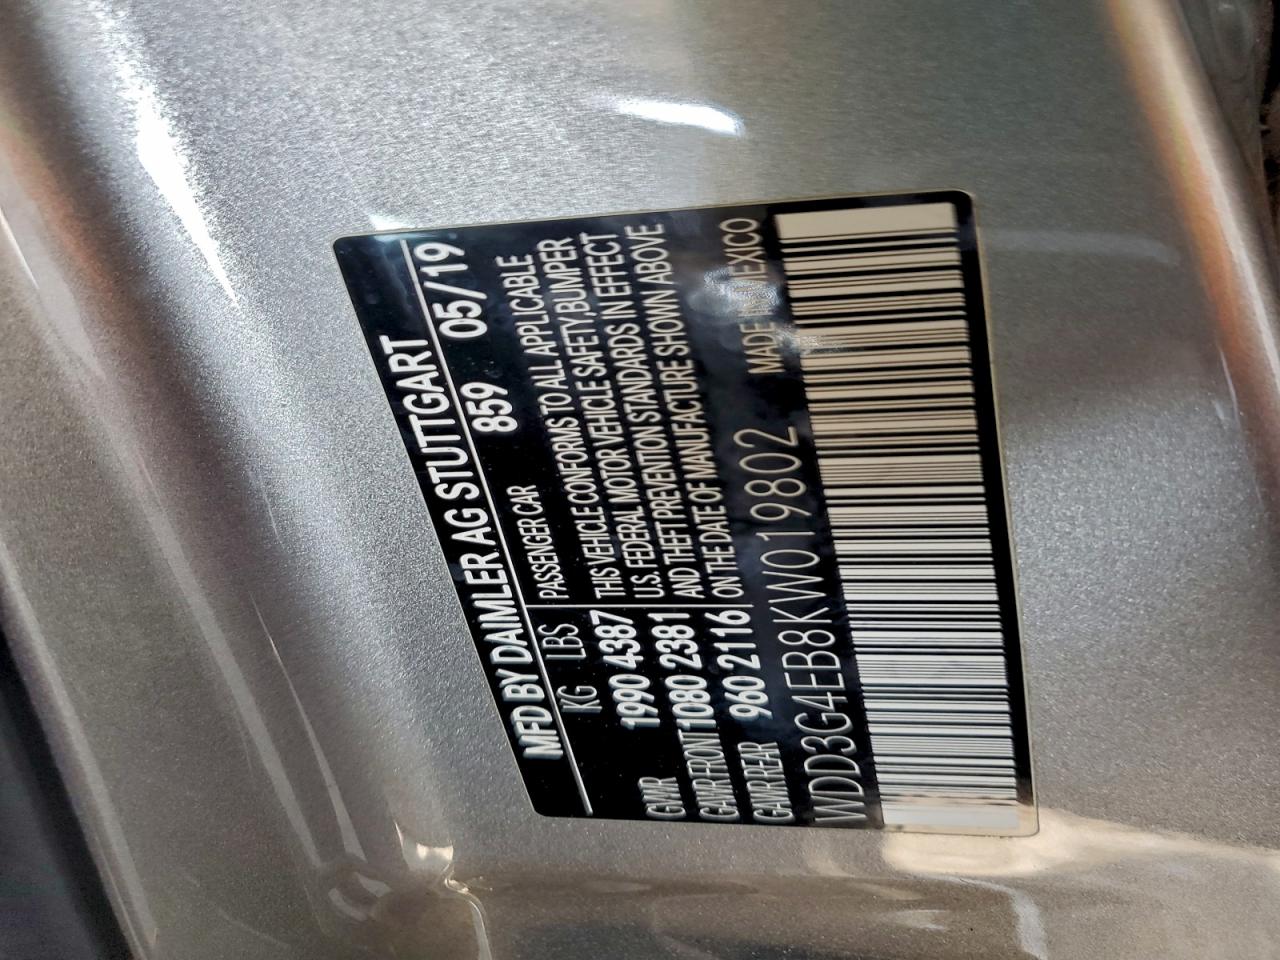 MFD BY DAIMLER AG STUTTGART
KG LBS 859 05/19
GVWR 1990 4387
GAWR FRONT 1080 2381
GAWR REAR 960 2116
PASSENGER CAR
THIS VEHICLE CONFORMS TO ALL APPLICABLE
U.S. FEDERAL MOTOR VEHICLE SAFETY,BUMPER
AND THEFT PREVENTION STANDARDS IN EFFECT
ON THE DATE OF MANUFACTURE SHOWN ABOVE
WDD3G4EB8KW019802 MADE IN MEXICO